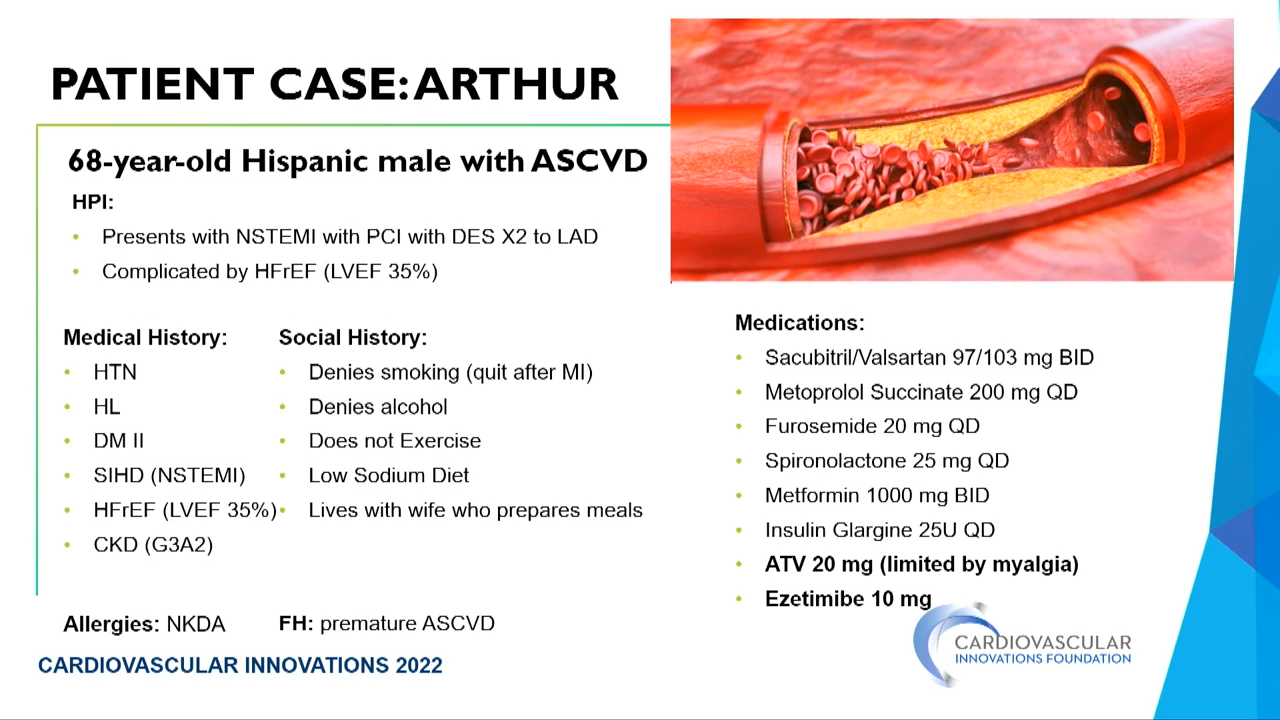 PATIENT CASE: ARTHUR
68-year-old Hispanic male with ASCVD
HPI:
• Presents with NSTEMI with PCI with DES X2 to LAD
• Complicated by HFrEF (LVEF 35%)
Medical History:
• HTN
• HL
• DM II
• SIHD (NSTEMI)
• HFrEF (LVEF 35%)
• CKD (G3A2)
Social History:
• Denies smoking (quit after MI)
• Denies alcohol
• Does not Exercise
• Low Sodium Diet
• Lives with wife who prepares meals
Allergies: NKDA
FH: premature ASCVD
Medications:
• Sacubitril/Valsartan 97/103 mg BID
• Metoprolol Succinate 200 mg QD
• Furosemide 20 mg QD
• Spironolactone 25 mg QD
• Metformin 1000 mg BID
• Insulin Glargine 25U QD
• ATV 20 mg (limited by myalgia)
• Ezetimibe 10 mg
CARDIOVASCULAR INNOVATIONS 2022
CARDIOVASCULAR
INNOVATIONS FOUNDATION